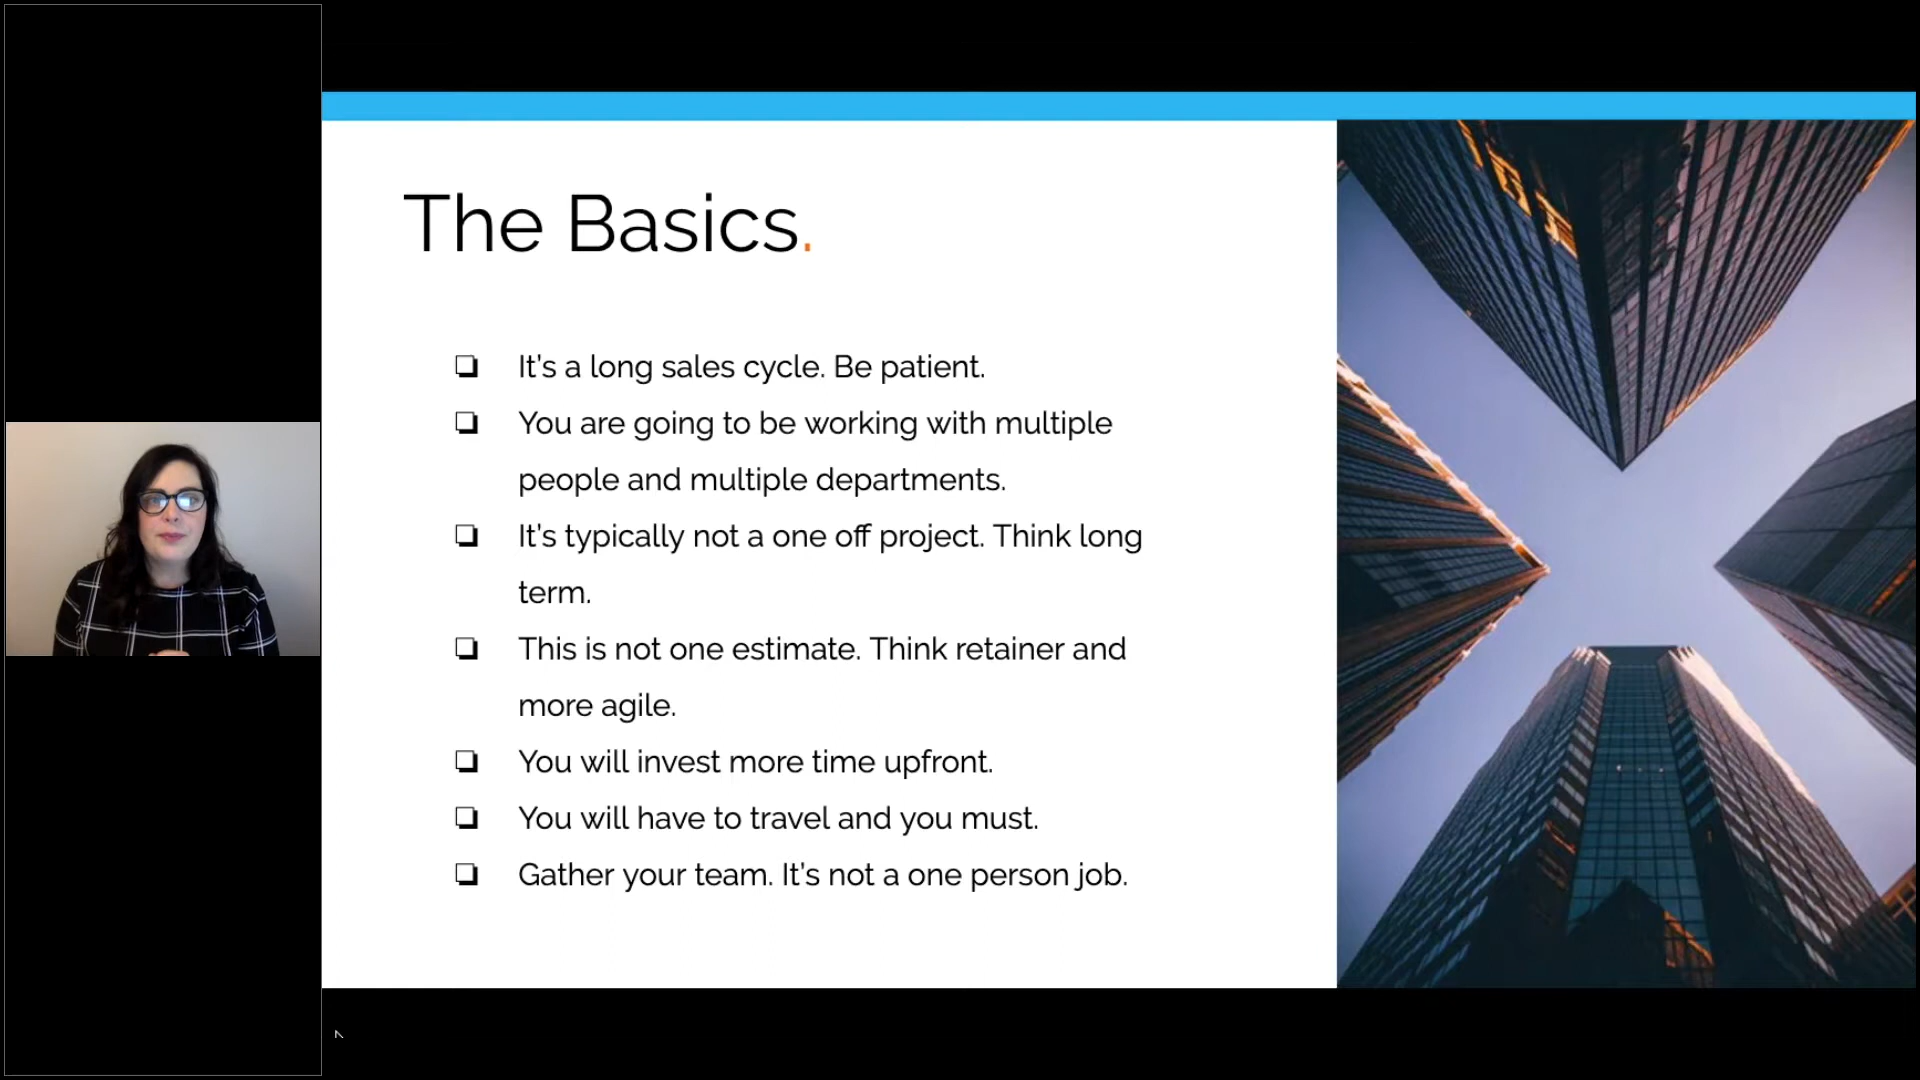 The Basics.
❏ It's a long sales cycle. Be patient.
❏ You are going to be working with multiple
people and multiple departments.
❏ It's typically not a one off project. Think long
term.
❏ This is not one estimate. Think retainer and
more agile.
❏ You will invest more time upfront.
❏ You will have to travel and you must.
❏ Gather your team. It's not a one person job.